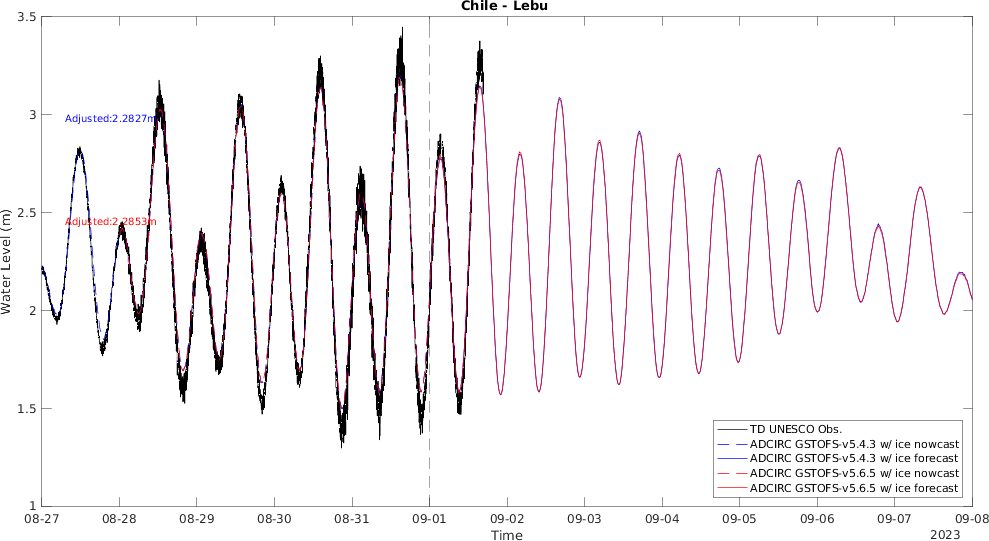 Chile - Lebu
3.5
3
2.5
2
1.5
1
Water Level (m)
Adjusted:2.2827m
Adjusted:2.2853m
TD UNESCO Obs.
ADCIRC GSTOFS-v5.4.3 w/ ice nowcast
ADCIRC GSTOFS-v5.4.3 w/ ice forecast
ADCIRC GSTOFS-v5.6.5 w/ ice nowcast
ADCIRC GSTOFS-v5.6.5 w/ ice forecast
08-27 08-28 08-29 08-30 08-31 09-01 09-02 09-03 09-04 09-05 09-06 09-07 09-08
Time
2023